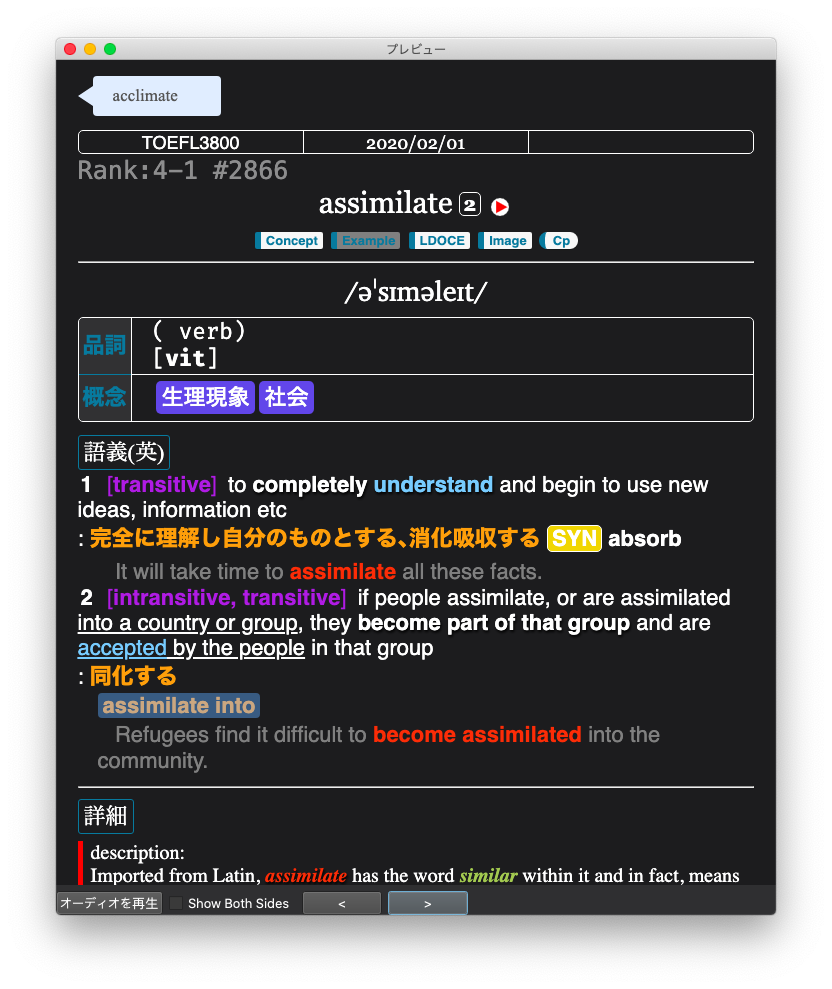 プレビュー
acclimate
TOEFL3800 2020/02/01
Rank:4-1 #2866
assimilate 2
Concept Example LDOCE Image Cp
/əˈsɪməleɪt/
品詞 ( verb)
[vit]
概念 生理現象 社会
語義(英)
1 [transitive] to completely understand and begin to use new
ideas, information etc
: 完全に理解し自分のものとする､消化吸収する SYN absorb
It will take time to assimilate all these facts.
2 [intransitive, transitive] if people assimilate, or are assimilated
into a country or group, they become part of that group and are
accepted by the people in that group
: 同化する
assimilate into
Refugees find it difficult to become assimilated into the
community.
詳細
description:
Imported from Latin, assimilate has the word similar within it and in fact, means
オーディオを再生 Show Both Sides < >